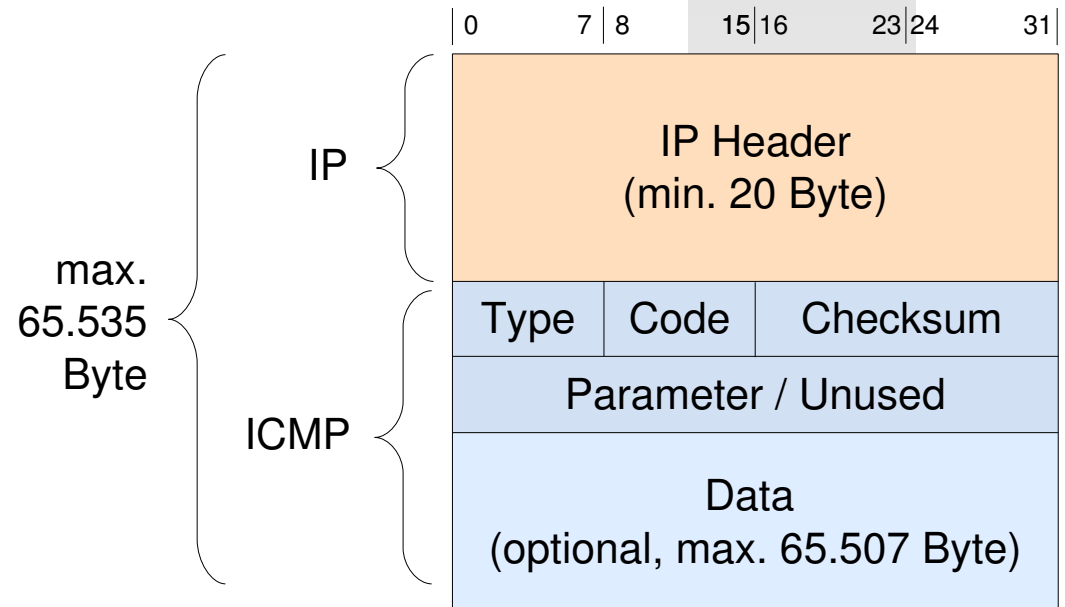 0 7 8 15 16 23 24 31
IP Header
(min. 20 Byte)
IP
max.
65.535
Byte
Type Code Checksum
Parameter / Unused
ICMP
Data
(optional, max. 65.507 Byte)